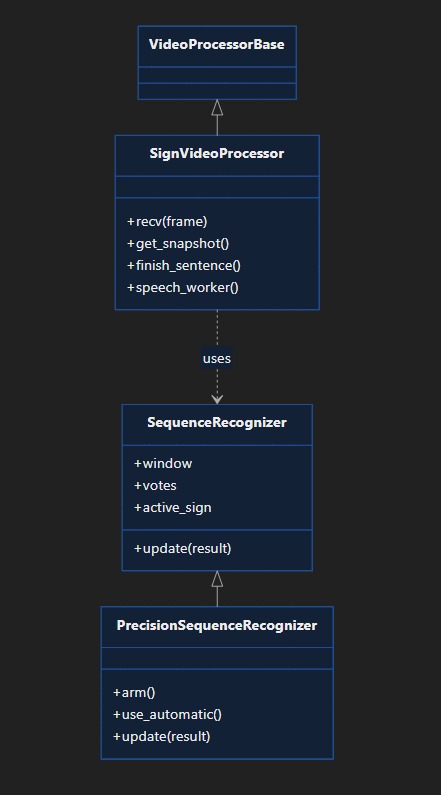 VideoProcessorBase
SignVideoProcessor
+recv(frame)
+get_snapshot()
+finish_sentence()
+speech_worker()
uses
SequenceRecognizer
+window
+votes
+active_sign
+update(result)
PrecisionSequenceRecognizer
+arm()
+use_automatic()
+update(result)